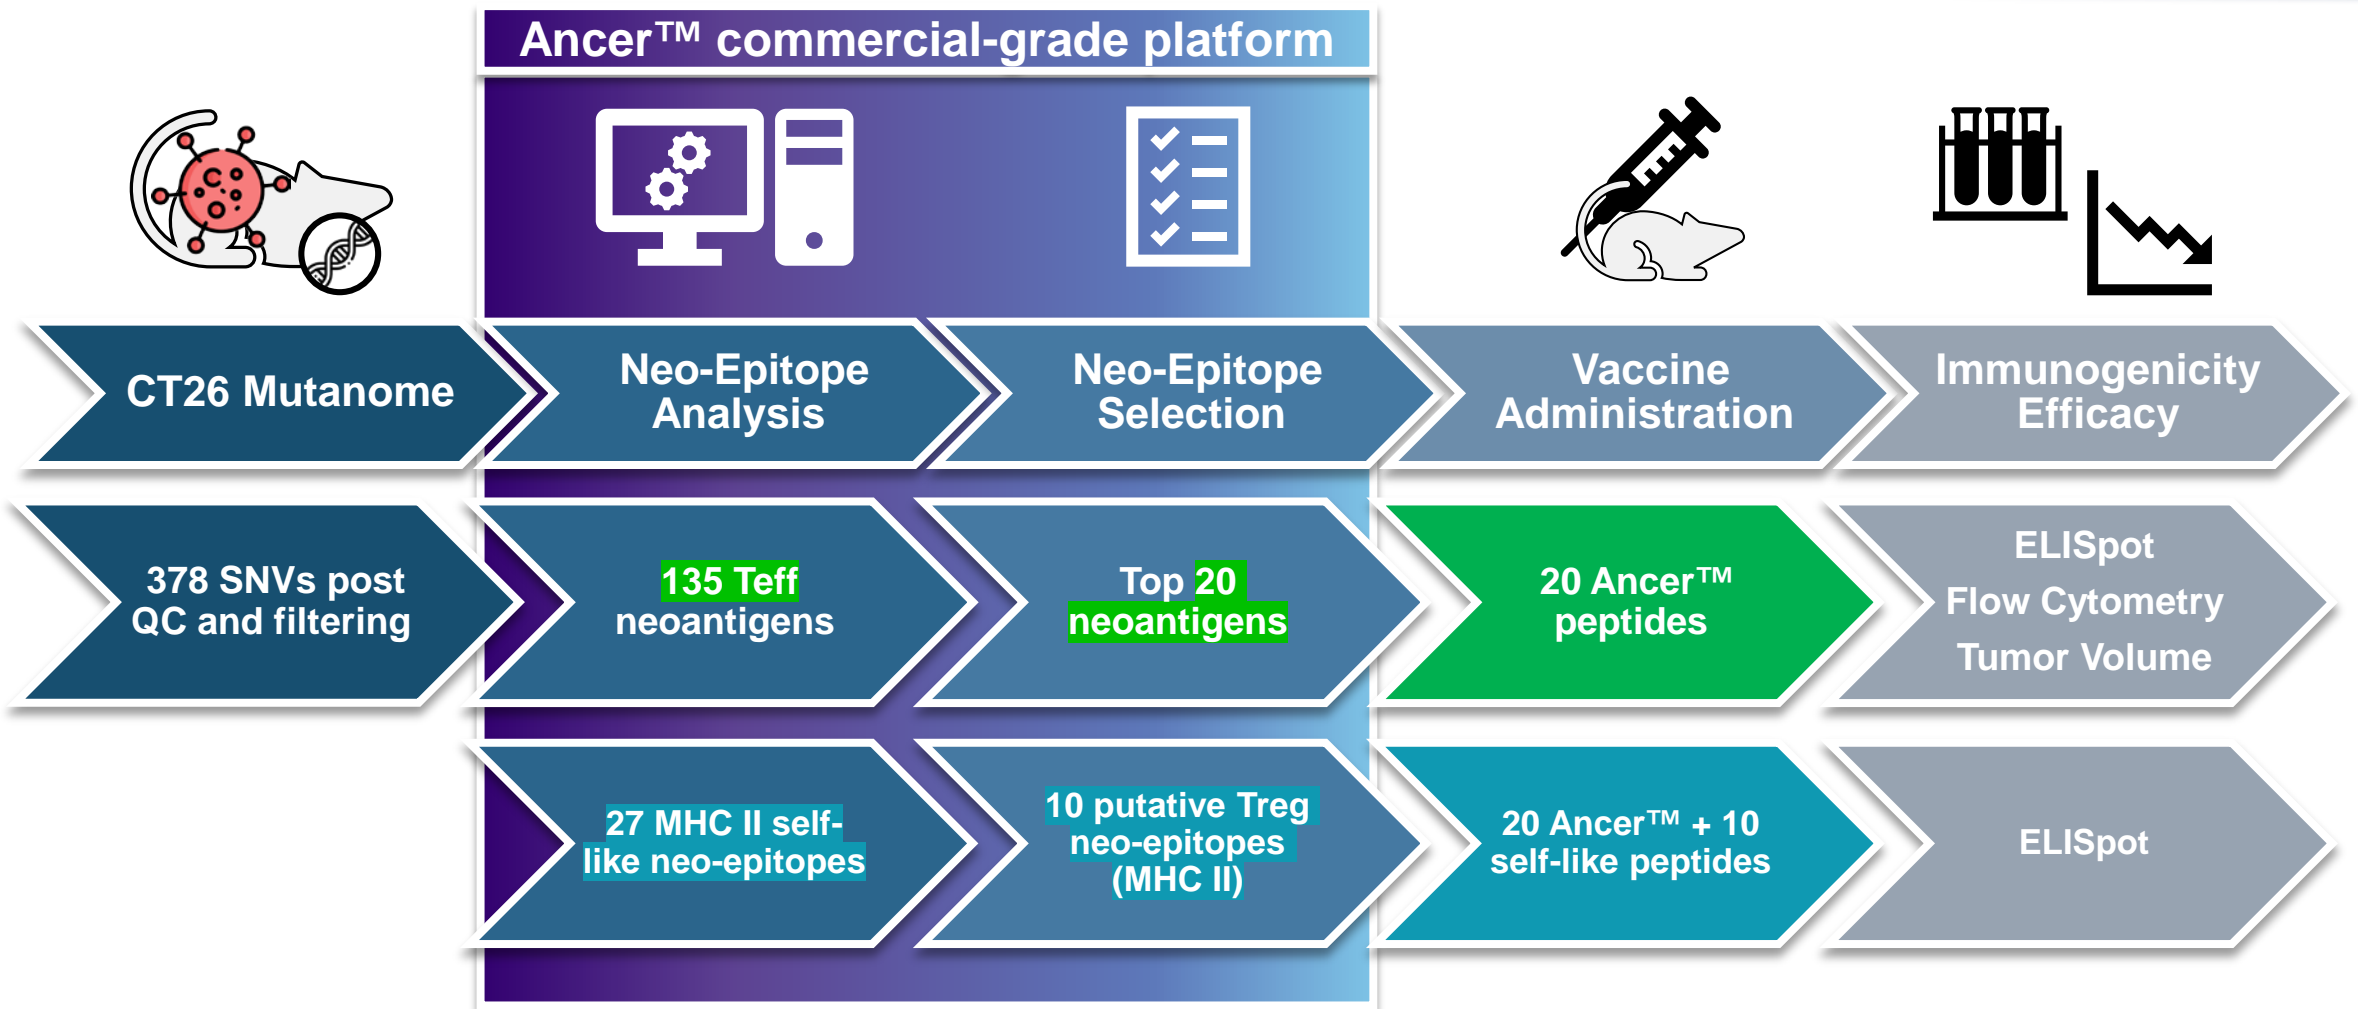 Ancer™ commercial-grade platform
CT26 Mutanome
Neo-Epitope
Analysis
Neo-Epitope
Selection
Vaccine
Administration
Immunogenicity
Efficacy
378 SNVs post
QC and filtering
135 Teff
neoantigens
Top 20
neoantigens
20 Ancer™
peptides
ELISpot
Flow Cytometry
Tumor Volume
27 MHC II self-
like neo-epitopes
10 putative Treg
neo-epitopes
(MHC II)
20 Ancer™ + 10
self-like peptides
ELISpot